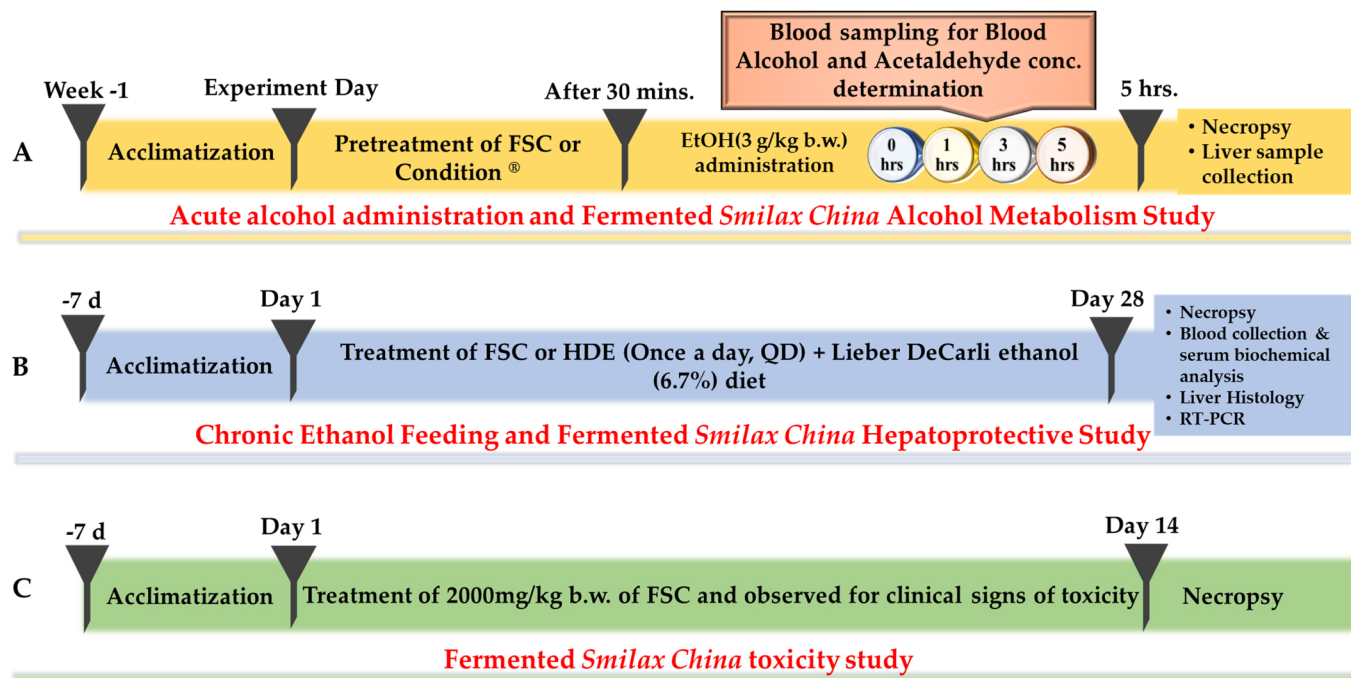 Blood sampling for Blood
Alcohol and Acetaldehyde conc.
determination
Week -1
Experiment Day
After 30 mins.
5 hrs.
A
Acclimatization
Pretreatment of FSC or
Condition ®
EtOH(3 g/kg b.w.)
administration
0
hrs
1
hrs
3
hrs
5
hrs
• Necropsy
• Liver sample
collection
Acute alcohol administration and Fermented Smilax China Alcohol Metabolism Study
-7 d
Day 1
Day 28
B
Acclimatization
Treatment of FSC or HDE (Once a day, QD) + Lieber DeCarli ethanol
(6.7%) diet
• Necropsy
• Blood collection &
serum biochemical
analysis
• Liver Histology
• RT-PCR
Chronic Ethanol Feeding and Fermented Smilax China Hepatoprotective Study
-7 d
Day 1
Day 14
C
Acclimatization
Treatment of 2000mg/kg b.w. of FSC and observed for clinical signs of toxicity
Necropsy
Fermented Smilax China toxicity study